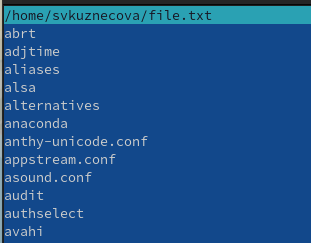 /home/svkuznecova/file.txt
abrt
adjtime
aliases
alsa
alternatives
anaconda
anthy-unicode.conf
appstream.conf
asound.conf
audit
authselect
avahi